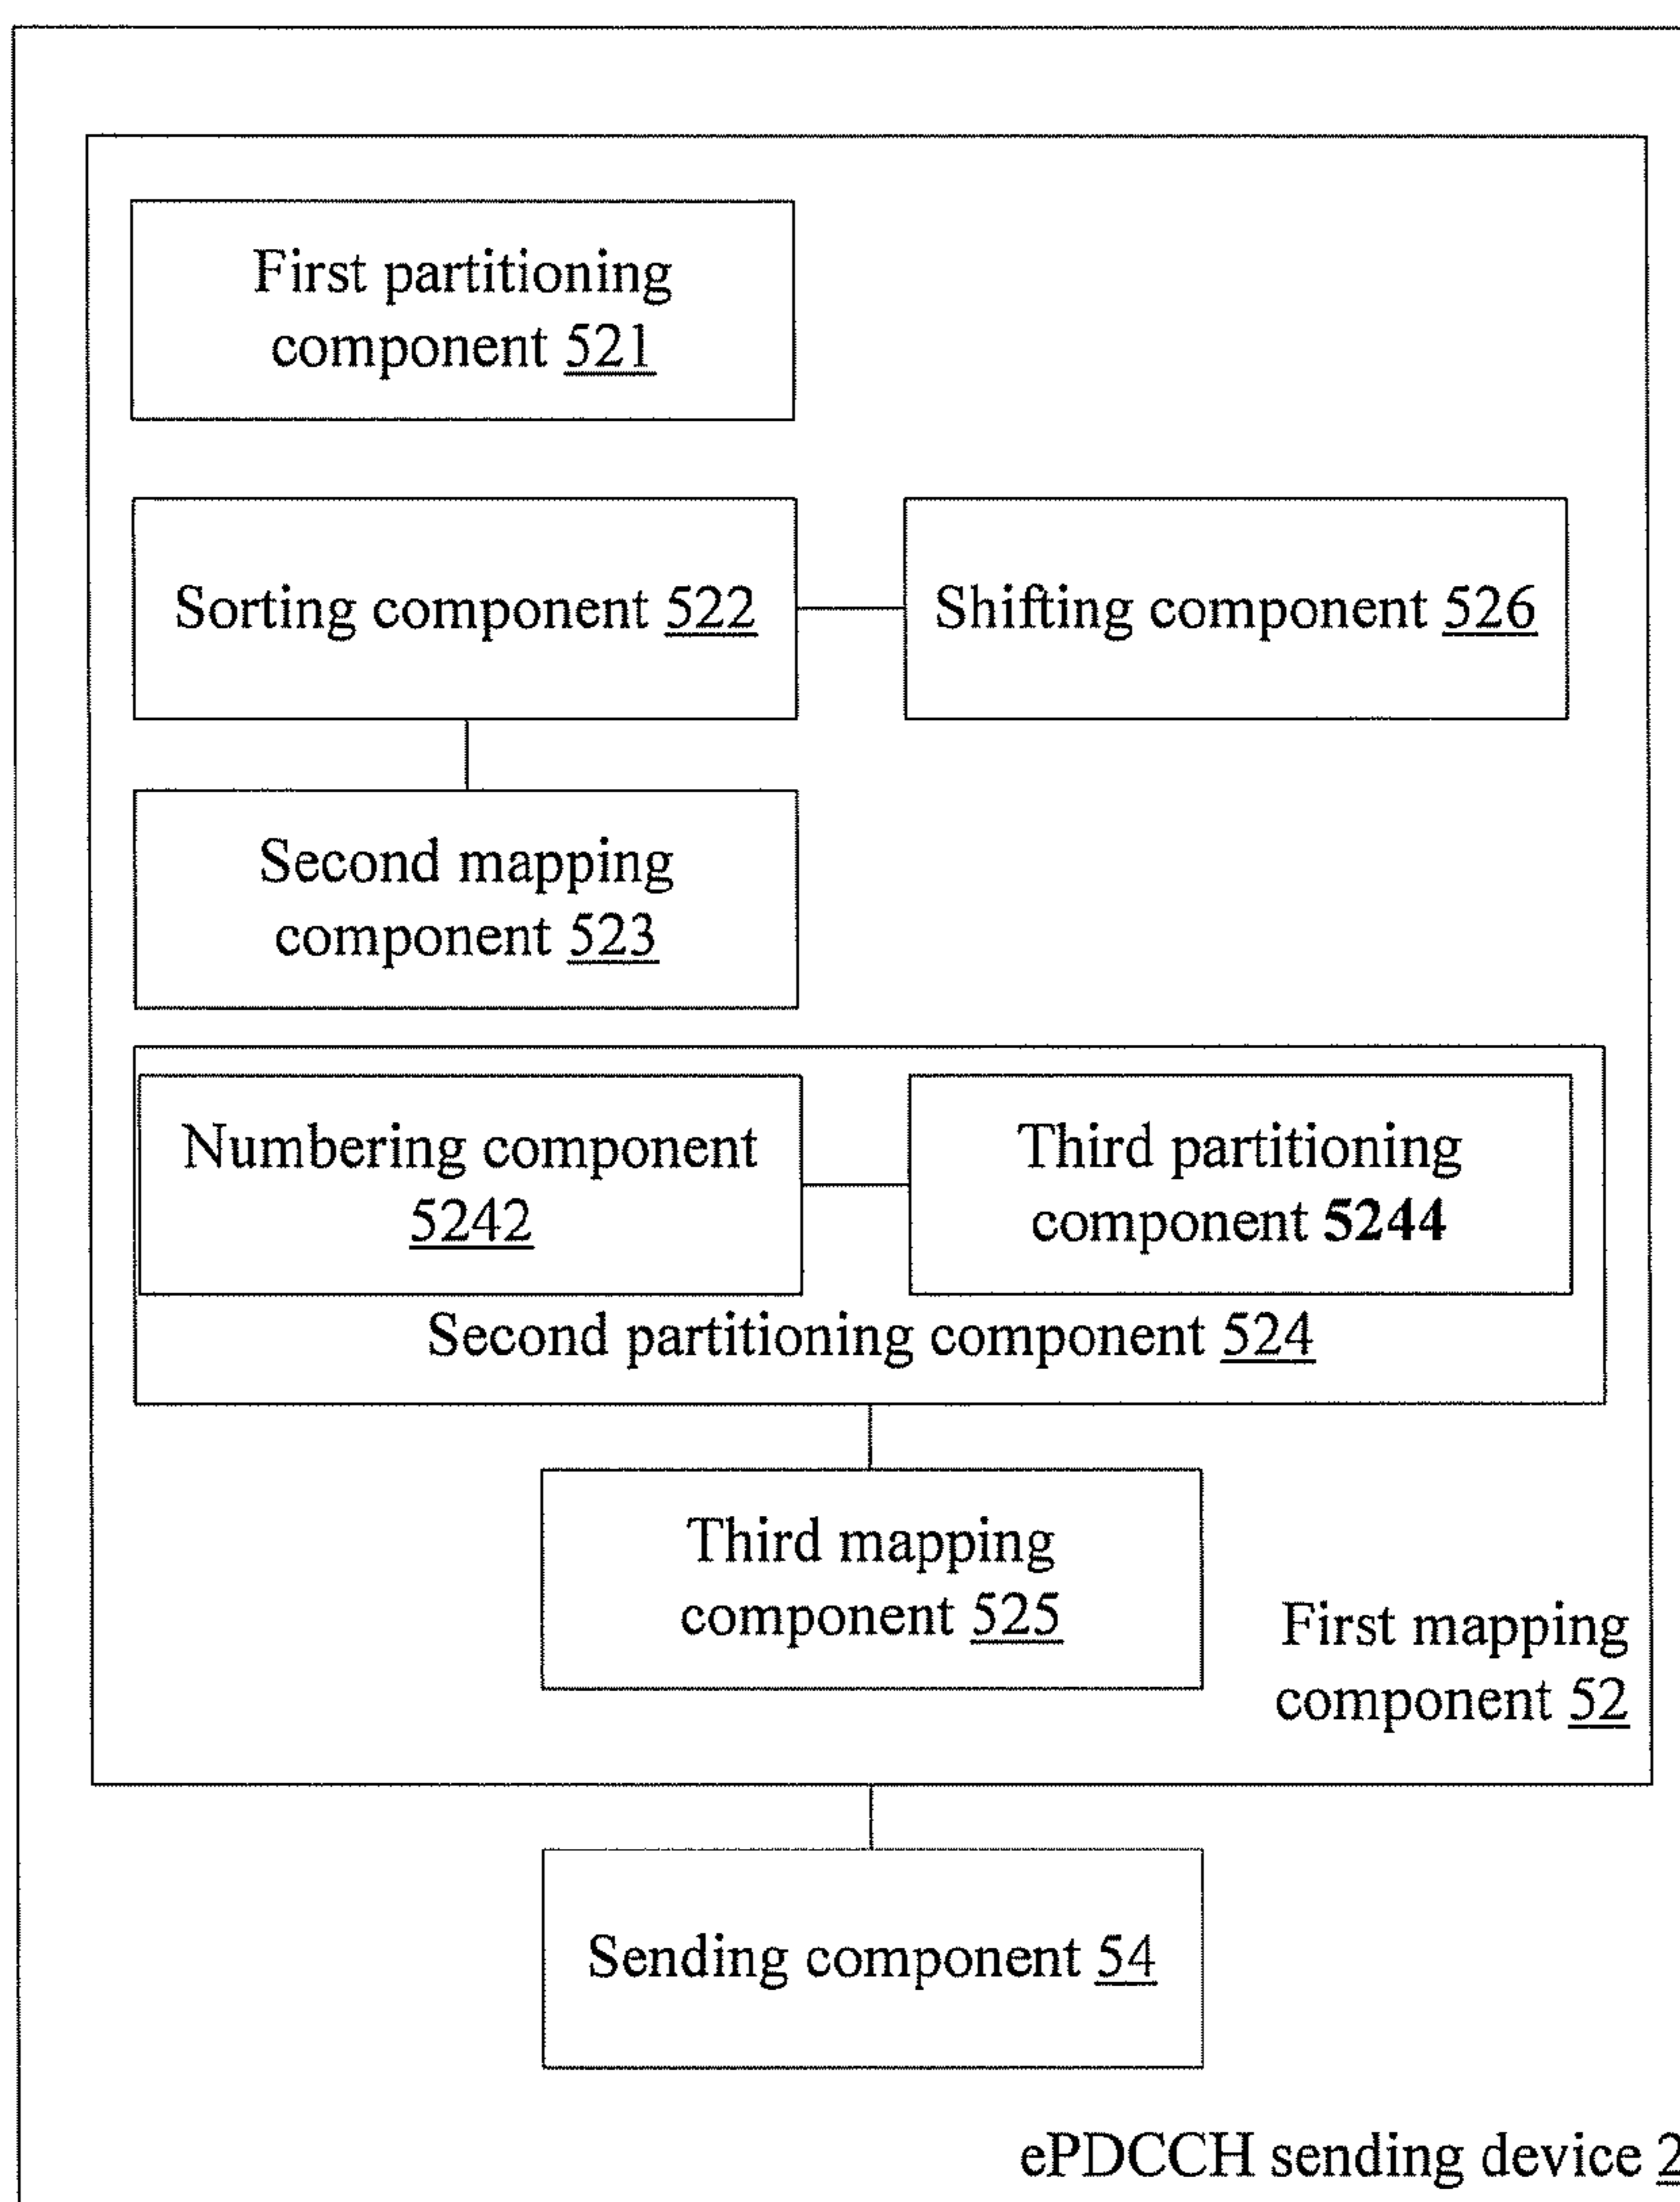 First partitioning
component 521
Sorting component 522
Shifting component 526
Second mapping
component 523
Numbering component
5242
Third partitioning
component 5244
Second partitioning component 524
Third mapping
component 525
First mapping
component 52
Sending component 54
ePDCCH sending device 2